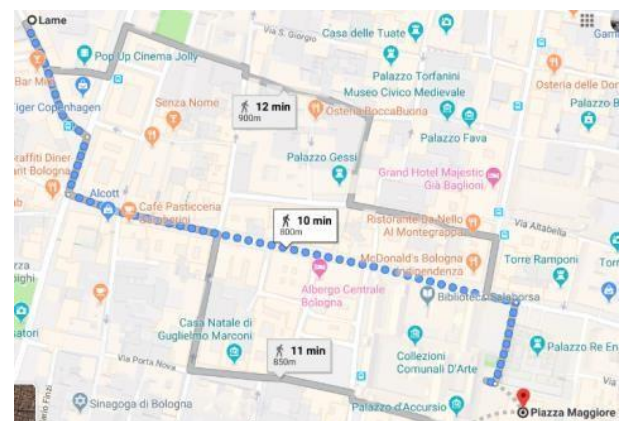 Lame
Via S. Giorgio
Casa delle Tuate
Pop Up Cinema Jolly
Palazzo Torfanini
Museo Civico Medievale
Bar
Osteria delle
Tiger Copenhagen
Senza Nome
12 min
900m
Osteria BoccaBuona
Palazzo Fava
Palazzo Gessi
Grand Hotel Majestic
Già Baglioni
Graffiti Diner
Bologna
Alcott
Café Pasticceria
10 min
800m
Ristorante da Nello
Al Montegrappa
Via Altabella
McDonald's Bologna
Torre Ramponi
Albergo Centrale
Bologna
Casa Natale di
Guglielmo Marconi
11 min
850m
Collezioni
Comunali D'Arte
Palazzo Re En
Via Porta Nova
Sinagoga di Bologna
Palazzo d'Accursio
Piazza Maggiore